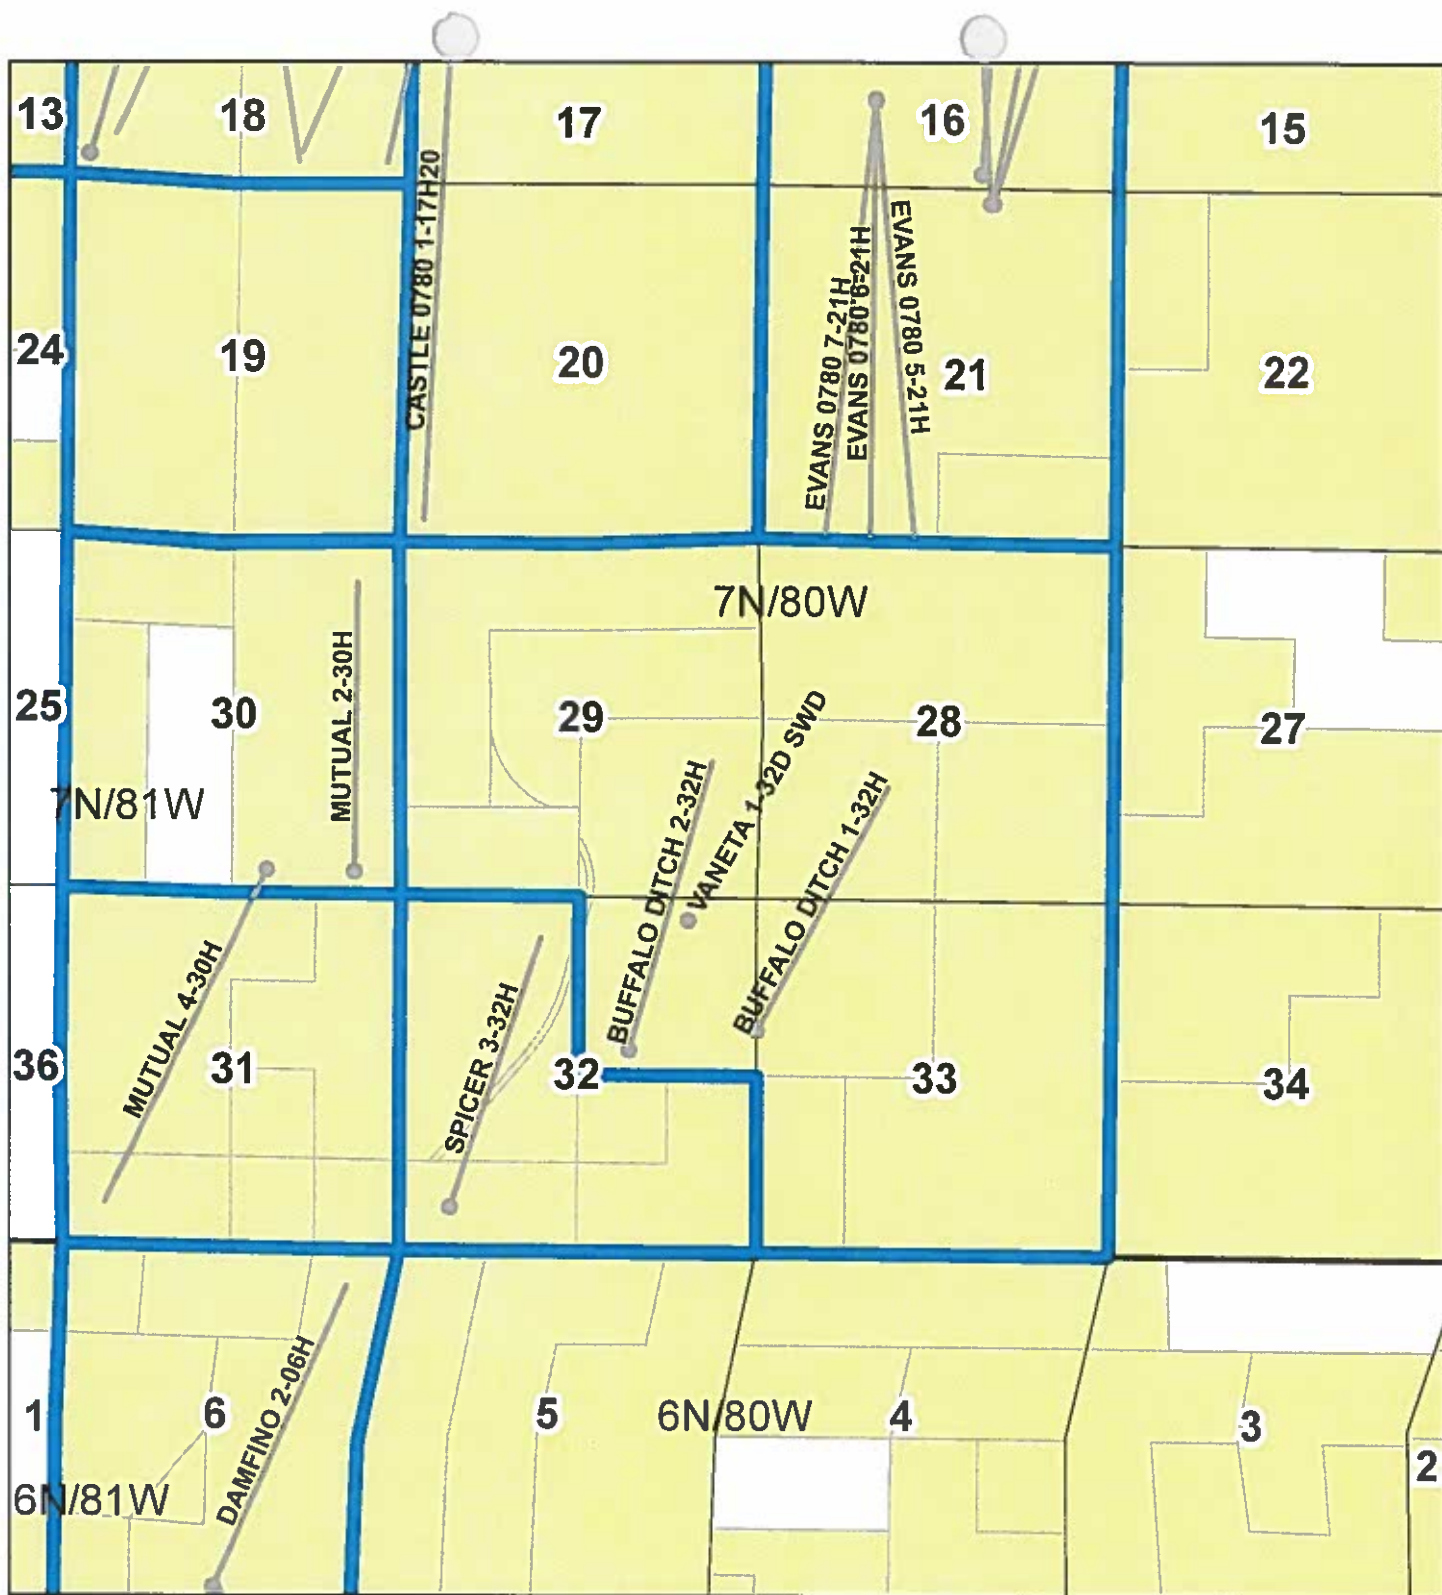 13
18
17
16
15
CASTLE 0780 1-17H20
24
19
20
EVANS 0780 7-21H
EVANS 0780 6-21H
EVANS 0780 5-21H
21
22
7N/80W
25
30
MUTUAL 2-30H
29
28
27
7N/81W
BUFFALO DITCH 2-32H
VANETA 1-32D SWD
BUFFALO DITCH 1-32H
MUTUAL 4-30H
SPICER 3-32H
36
31
32
33
34
1
6
DAMFINO 2-06H
5
6N/80W
4
3
2
6N/81W